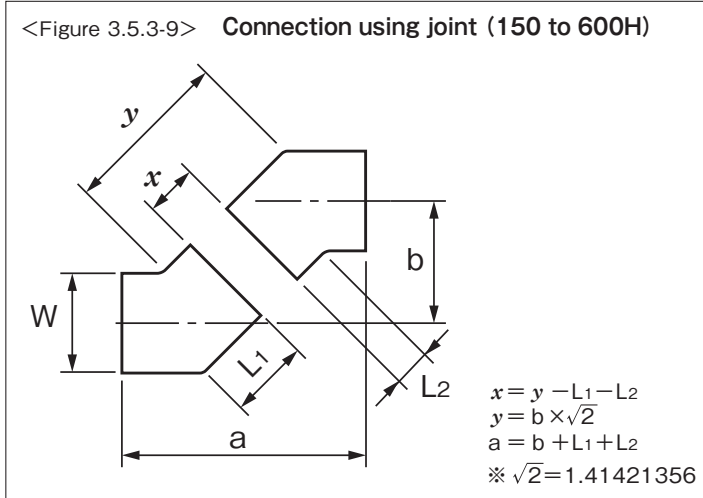 <Figure 3.5.3-9> Connection using joint (150 to 600H)
y
x
b
W
L1
L2
a
x = y − L1 − L2
y = b × √2
a = b + L1 + L2
※ √2 = 1.41421356